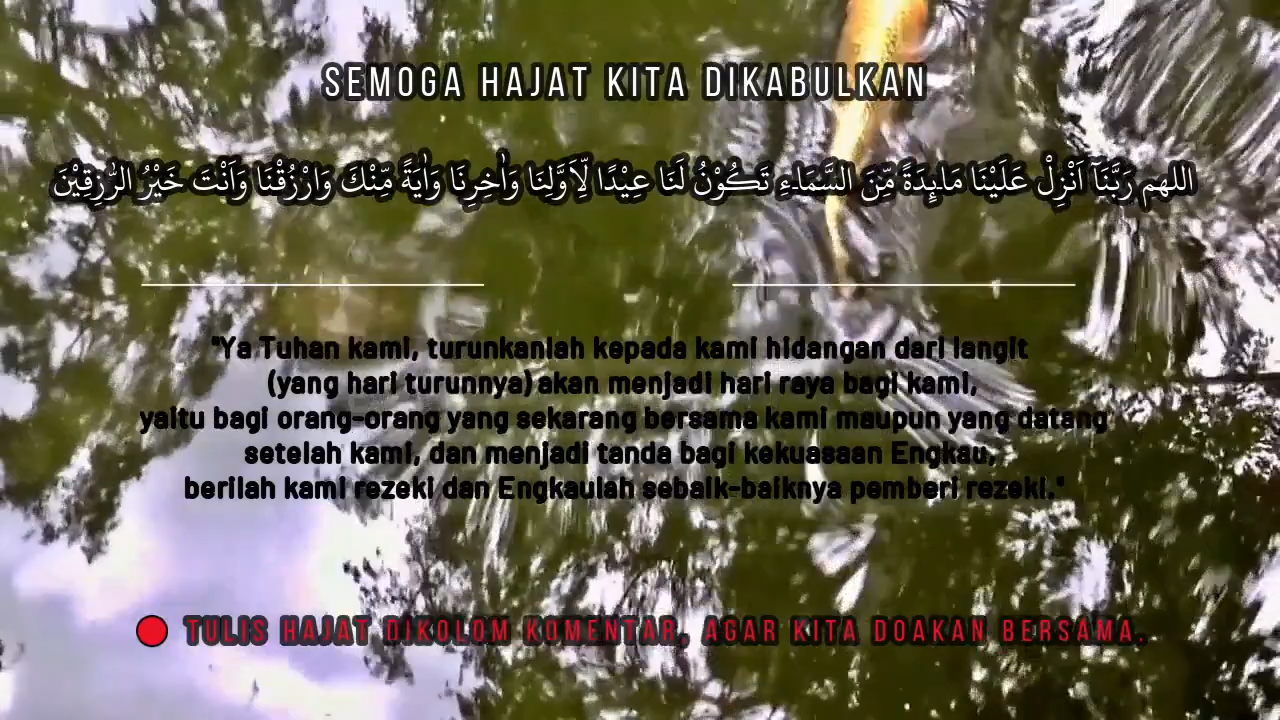 SEMOGA HAJAT KITA DIKABULKAN
اللهم رَبَّنَآ اَنْزِلْ عَلَيْنَا مَاۤىِٕدَةً مِّنَ السَّمَاۤءِ تَكُوْنُ لَنَا عِيْدًا لِّاَوَّلِنَا وَاٰخِرِنَا وَاٰيَةً مِّنْكَ وَارْزُقْنَا وَاَنْتَ خَيْرُ الرّٰزِقِيْنَ
"Ya Tuhan kami, turunkanlah kepada kami hidangan dari langit
(yang hari turunnya) akan menjadi hari raya bagi kami,
yaitu bagi orang-orang yang sekarang bersama kami maupun yang datang
setelah kami, dan menjadi tanda bagi kekuasaan Engkau,
berilah kami rezeki dan Engkaulah sebaik-baiknya pemberi rezeki."
TULIS HAJAT DIKOLOM KOMENTAR, AGAR KITA DOAKAN BERSAMA.